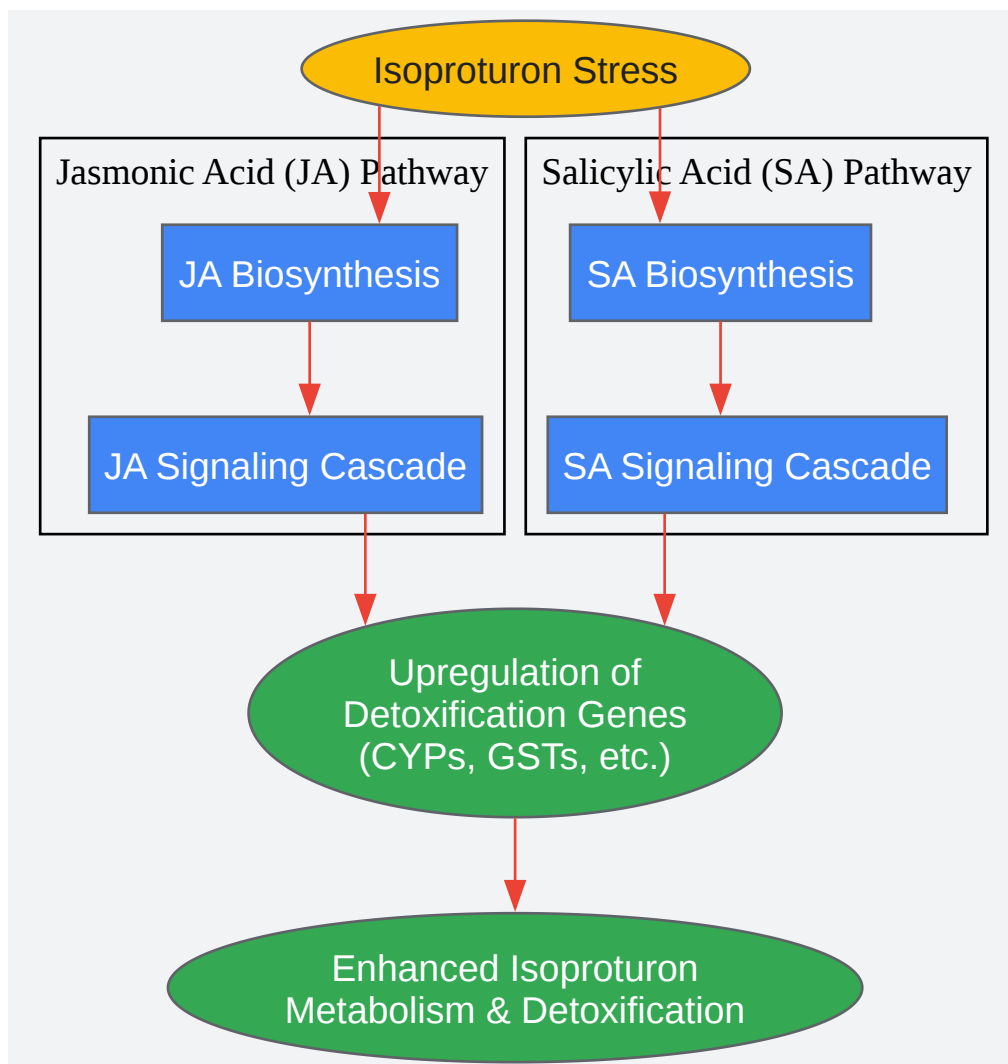 Isoproturon Stress
Jasmonic Acid (JA) Pathway
Salicylic Acid (SA) Pathway
JA Biosynthesis
SA Biosynthesis
JA Signaling Cascade
SA Signaling Cascade
Upregulation of
Detoxification Genes
(CYPs, GSTs, etc.)
Enhanced Isoproturon
Metabolism & Detoxification